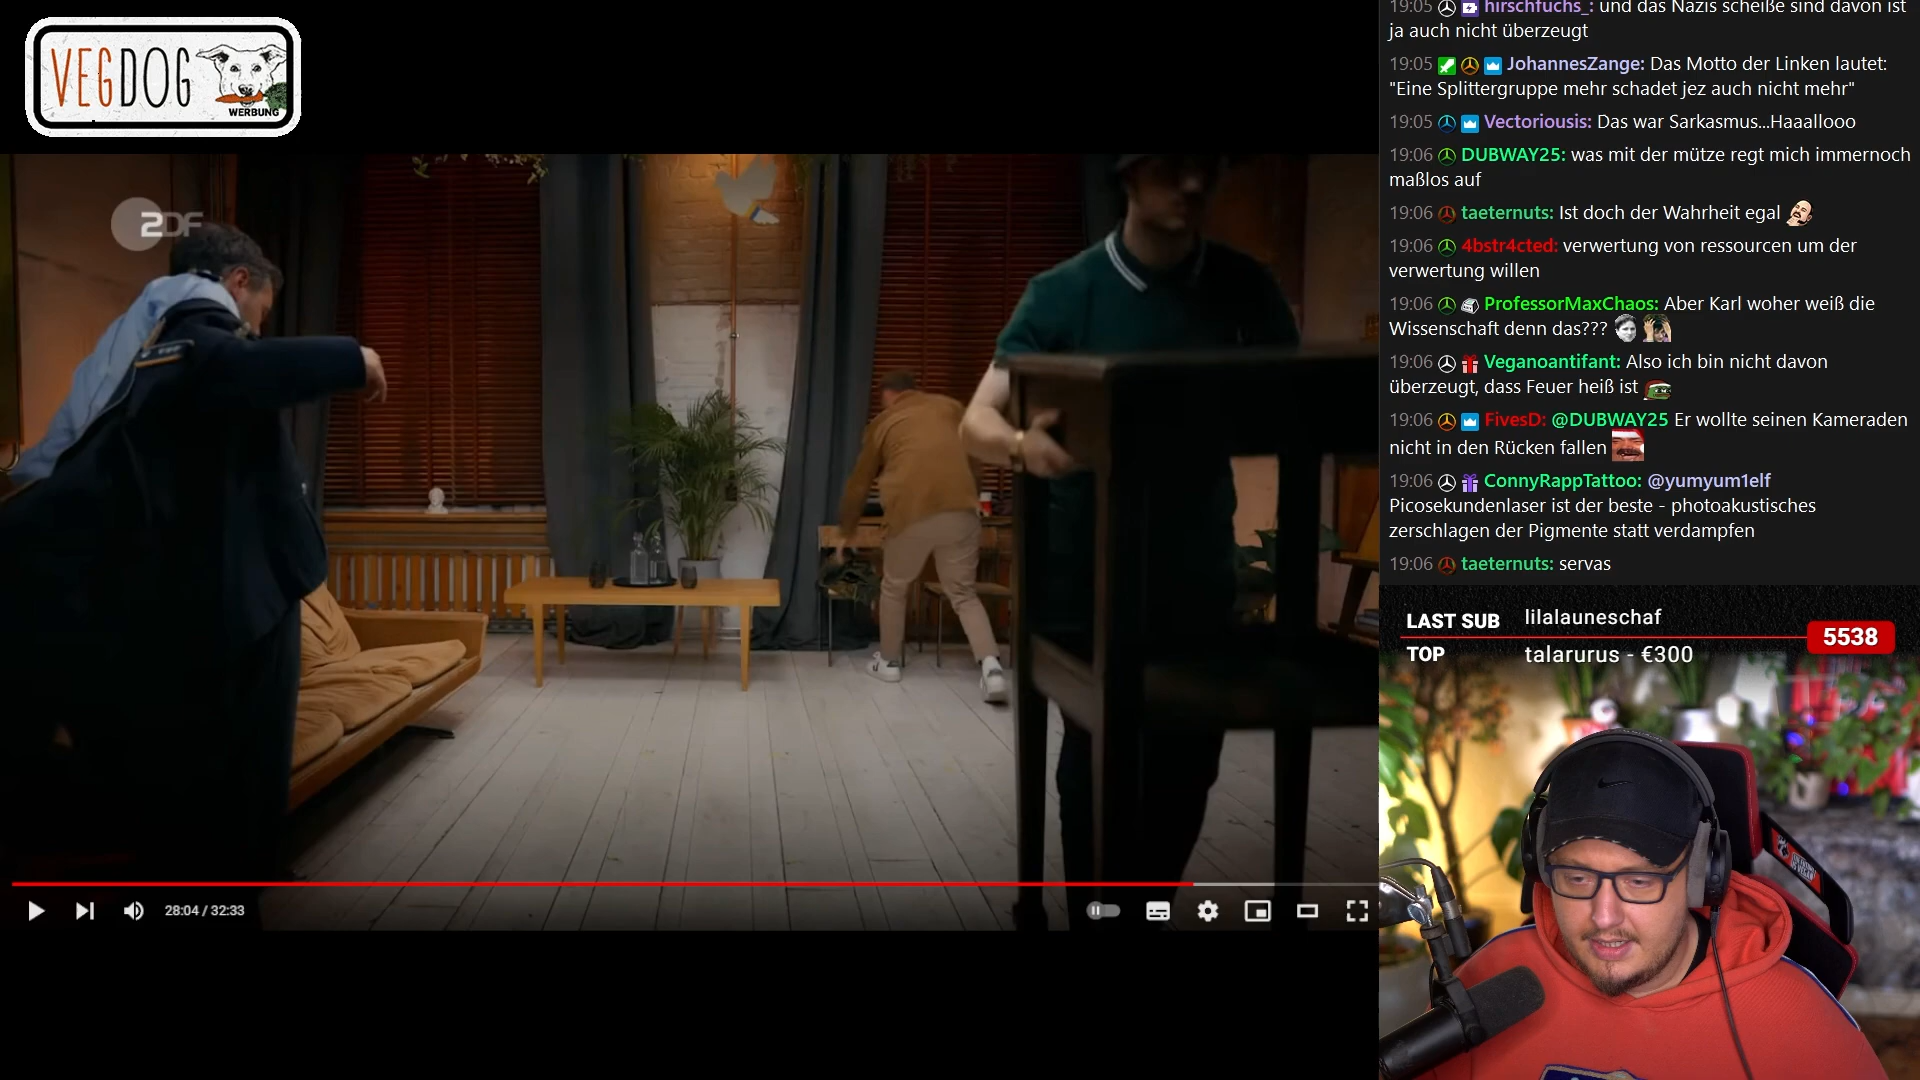 VEGDOG
WERBUNG
ZDF
28:04 / 32:33
19:05 hirschfuchs_: und das Nazis scheiße sind davon ist
ja auch nicht überzeugt
19:05 JohannesZange: Das Motto der Linken lautet:
"Eine Splittergruppe mehr schadet jez auch nicht mehr"
19:05 Vectoriousis: Das war Sarkasmus...Haaallooo
19:06 DUBWAY25: was mit der mütze regt mich immernoch
maßlos auf
19:06 taeternuts: Ist doch der Wahrheit egal
19:06 4bstr4cted: verwertung von ressourcen um der
verwertung willen
19:06 ProfessorMaxChaos: Aber Karl woher weiß die
Wissenschaft denn das???
19:06 Veganoantifant: Also ich bin nicht davon
überzeugt, dass Feuer heiß ist
19:06 FivesD: @DUBWAY25 Er wollte seinen Kameraden
nicht in den Rücken fallen
19:06 ConnyRappTattoo: @yumyum1elf
Picosekundenlaser ist der beste - photoakustisches
zerschlagen der Pigmente statt verdampfen
19:06 taeternuts: servas
LAST SUB lilalauneschaf
5538
TOP talarurus - €300